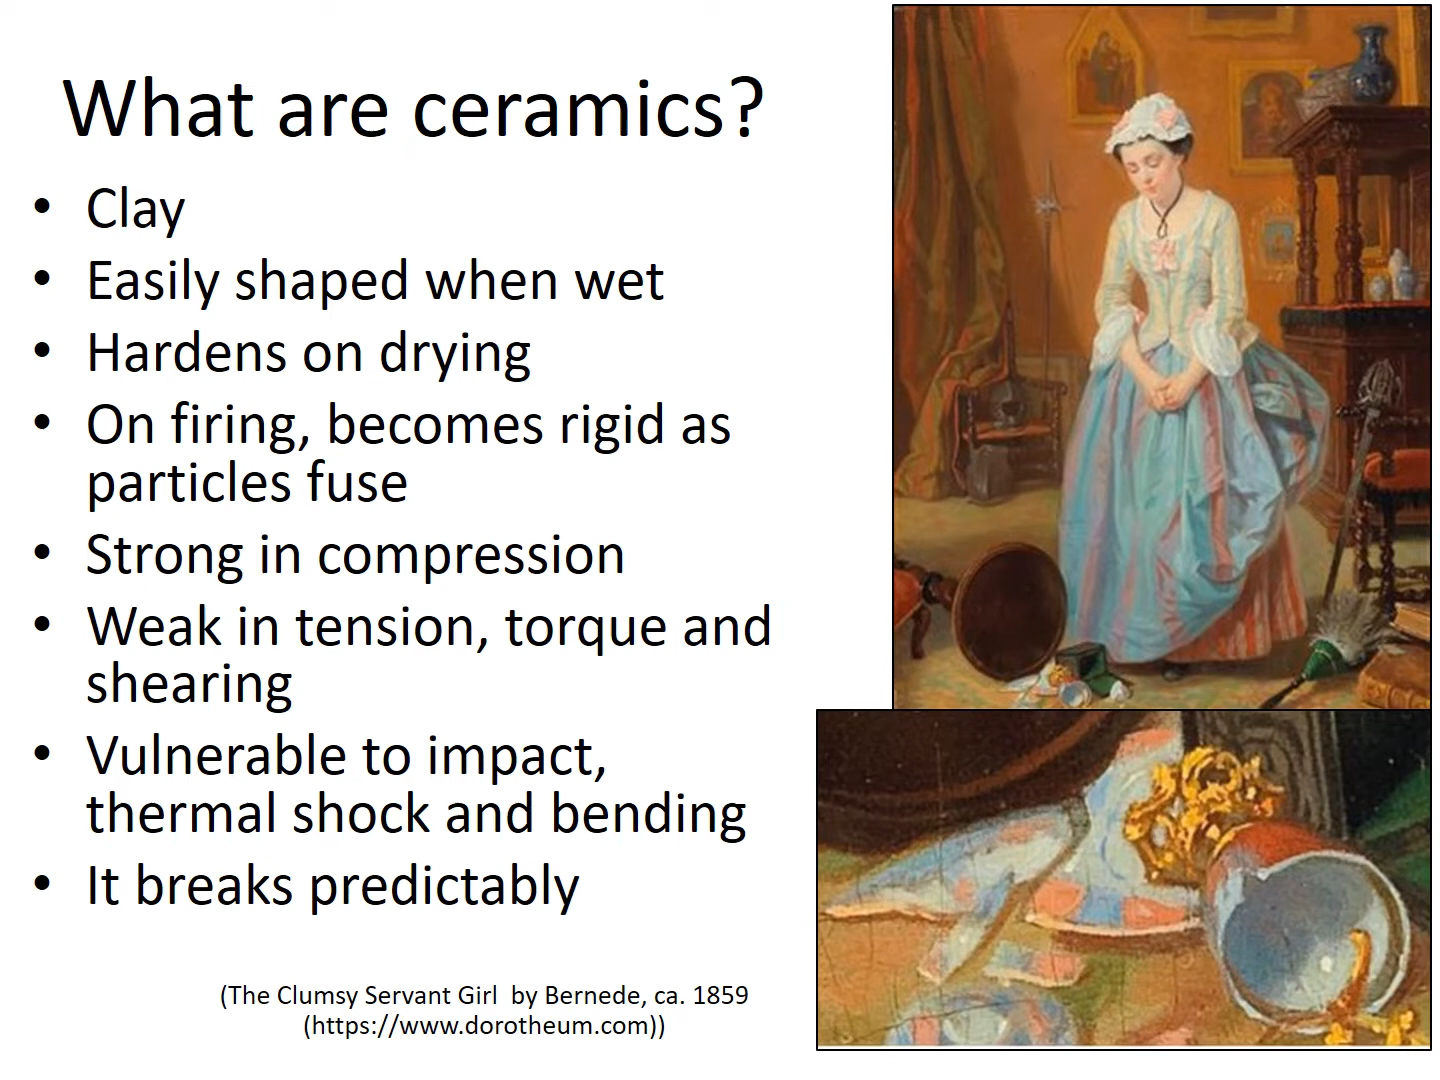 What are ceramics?
• Clay
• Easily shaped when wet
• Hardens on drying
• On firing, becomes rigid as
particles fuse
• Strong in compression
• Weak in tension, torque and
shearing
• Vulnerable to impact,
thermal shock and bending
• It breaks predictably
(The Clumsy Servant Girl  by Bernede, ca. 1859
(https://www.dorotheum.com))